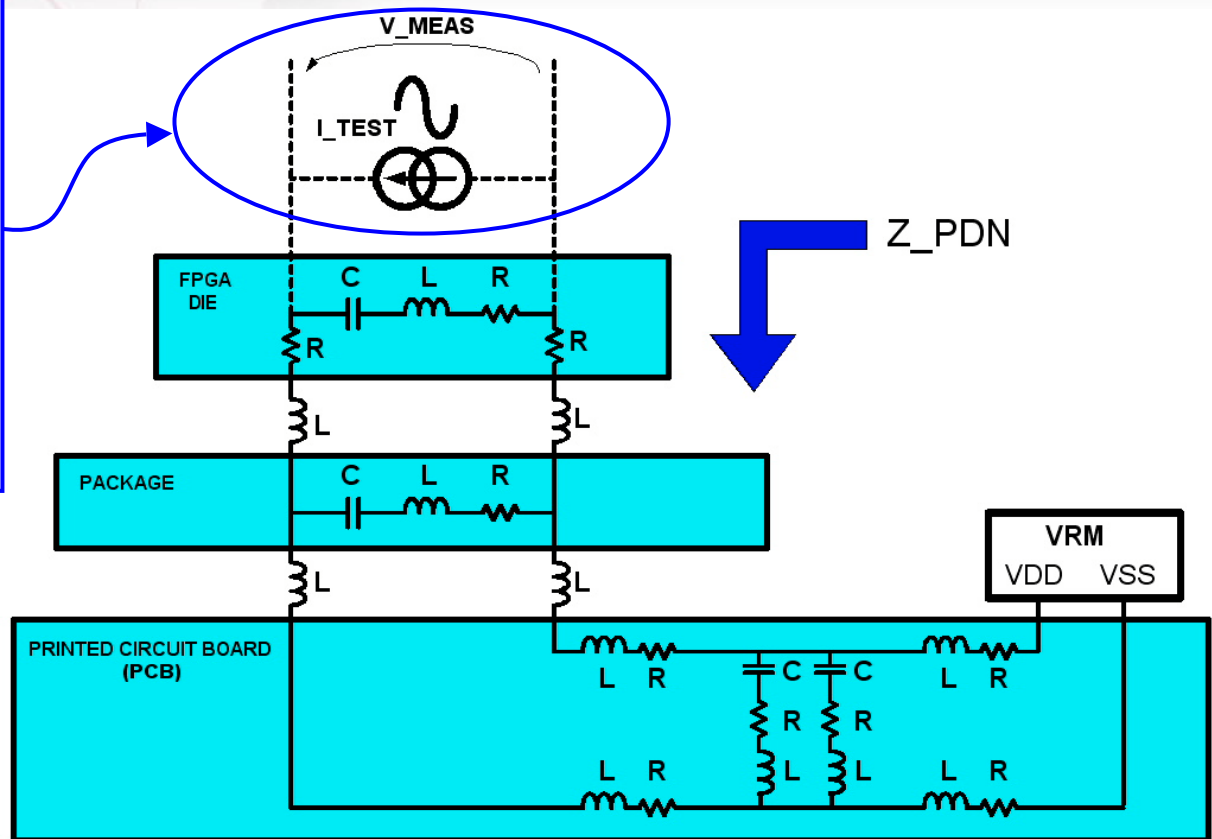 V_MEAS
I_TEST
Z_PDN
FPGA
DIE
C L R
R R
L L
PACKAGE
C L R
L L
VRM
VDD VSS
PRINTED CIRCUIT BOARD
(PCB)
L R C C L R
R R
L R L L L R